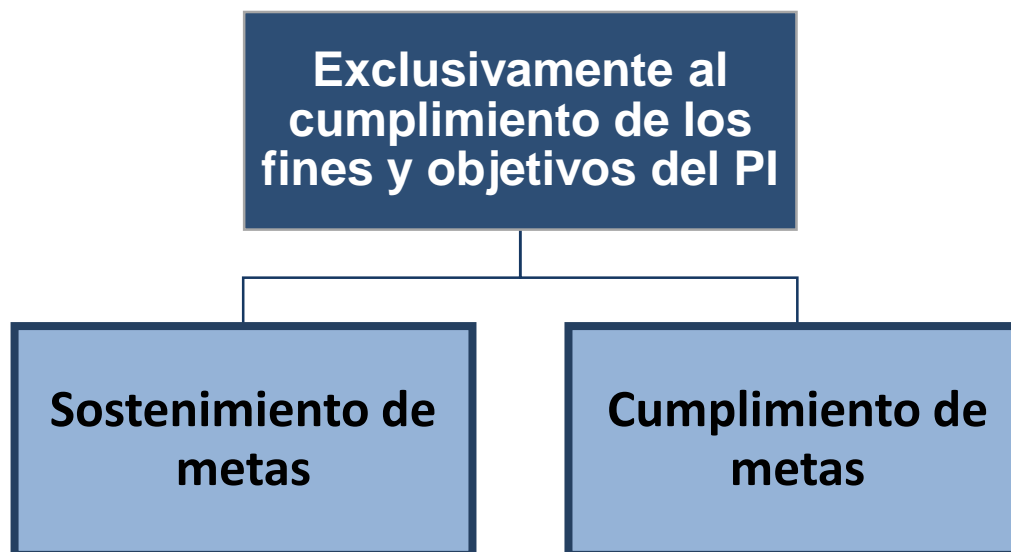 Exclusivamente al
cumplimiento de los
fines y objetivos del PI
Sostenimiento de
metas
Cumplimiento de
metas